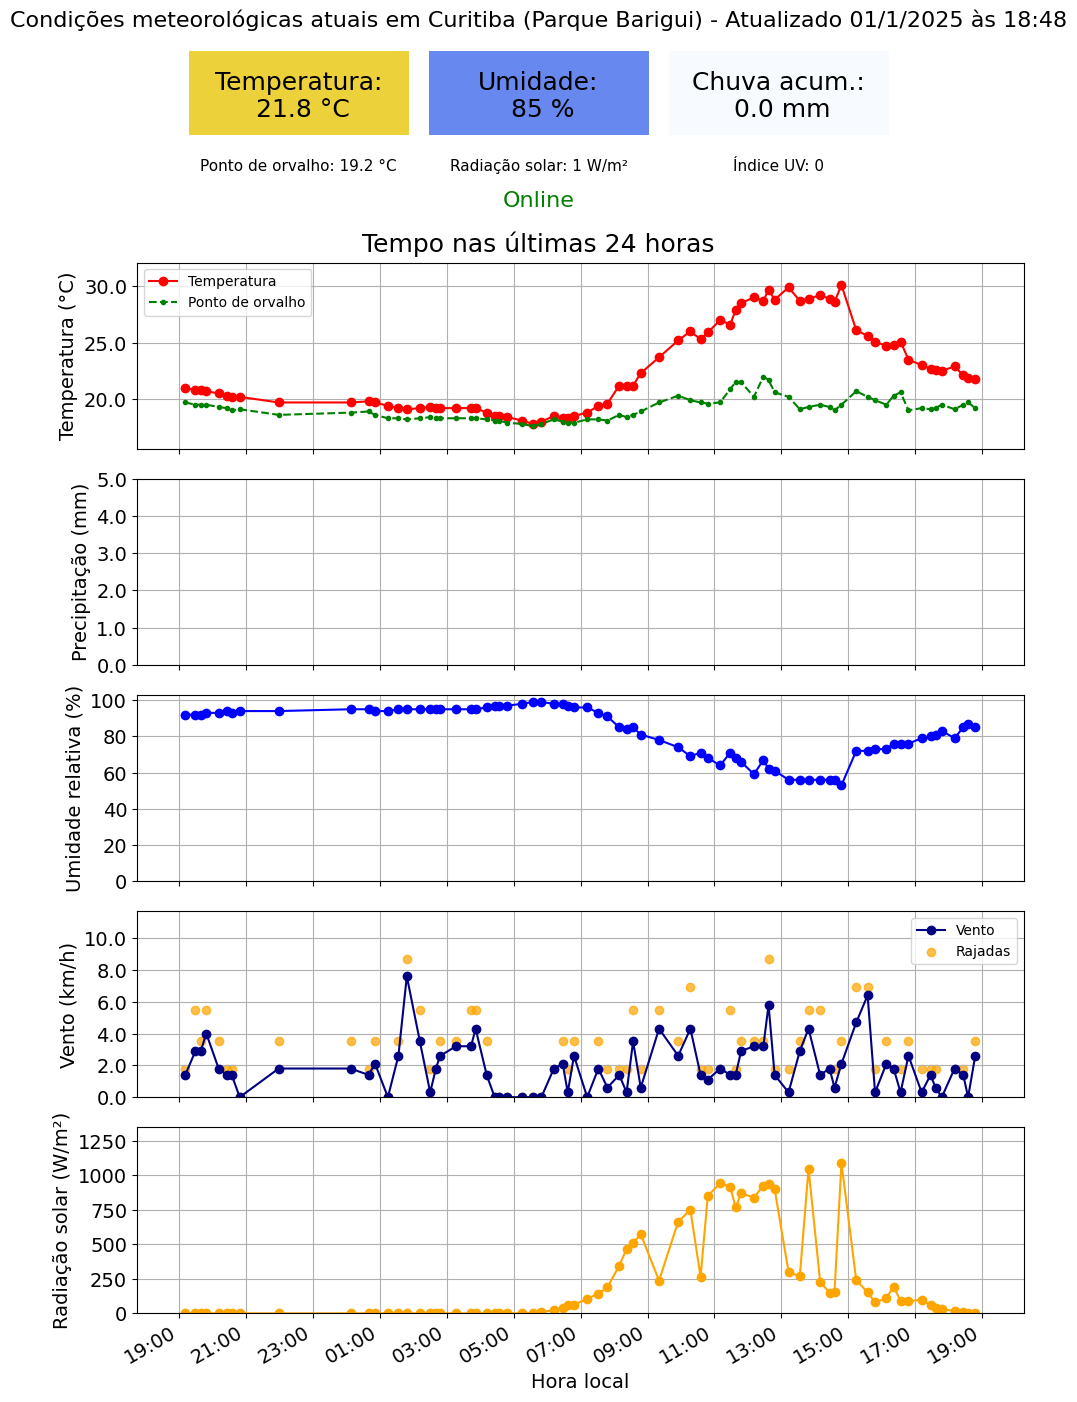 Condições meteorológicas atuais em Curitiba (Parque Barigui) - Atualizado 01/1/2025 às 18:48
Temperatura:
21.8 °C
Umidade:
85 %
Chuva acum.:
0.0 mm
Ponto de orvalho: 19.2 °C
Radiação solar: 1 W/m²
Índice UV: 0
Online
Tempo nas últimas 24 horas
Temperatura (°C)
30.0
25.0
20.0
Temperatura
Ponto de orvalho
Precipitação (mm)
5.0
4.0
3.0
2.0
1.0
0.0
Umidade relativa (%)
100
80
60
40
20
0
Vento (km/h)
10.0
8.0
6.0
4.0
2.0
0.0
Vento
Rajadas
Radiação solar (W/m²)
1250
1000
750
500
250
0
19:00
21:00
23:00
01:00
03:00
05:00
07:00
09:00
11:00
13:00
15:00
17:00
19:00
Hora local